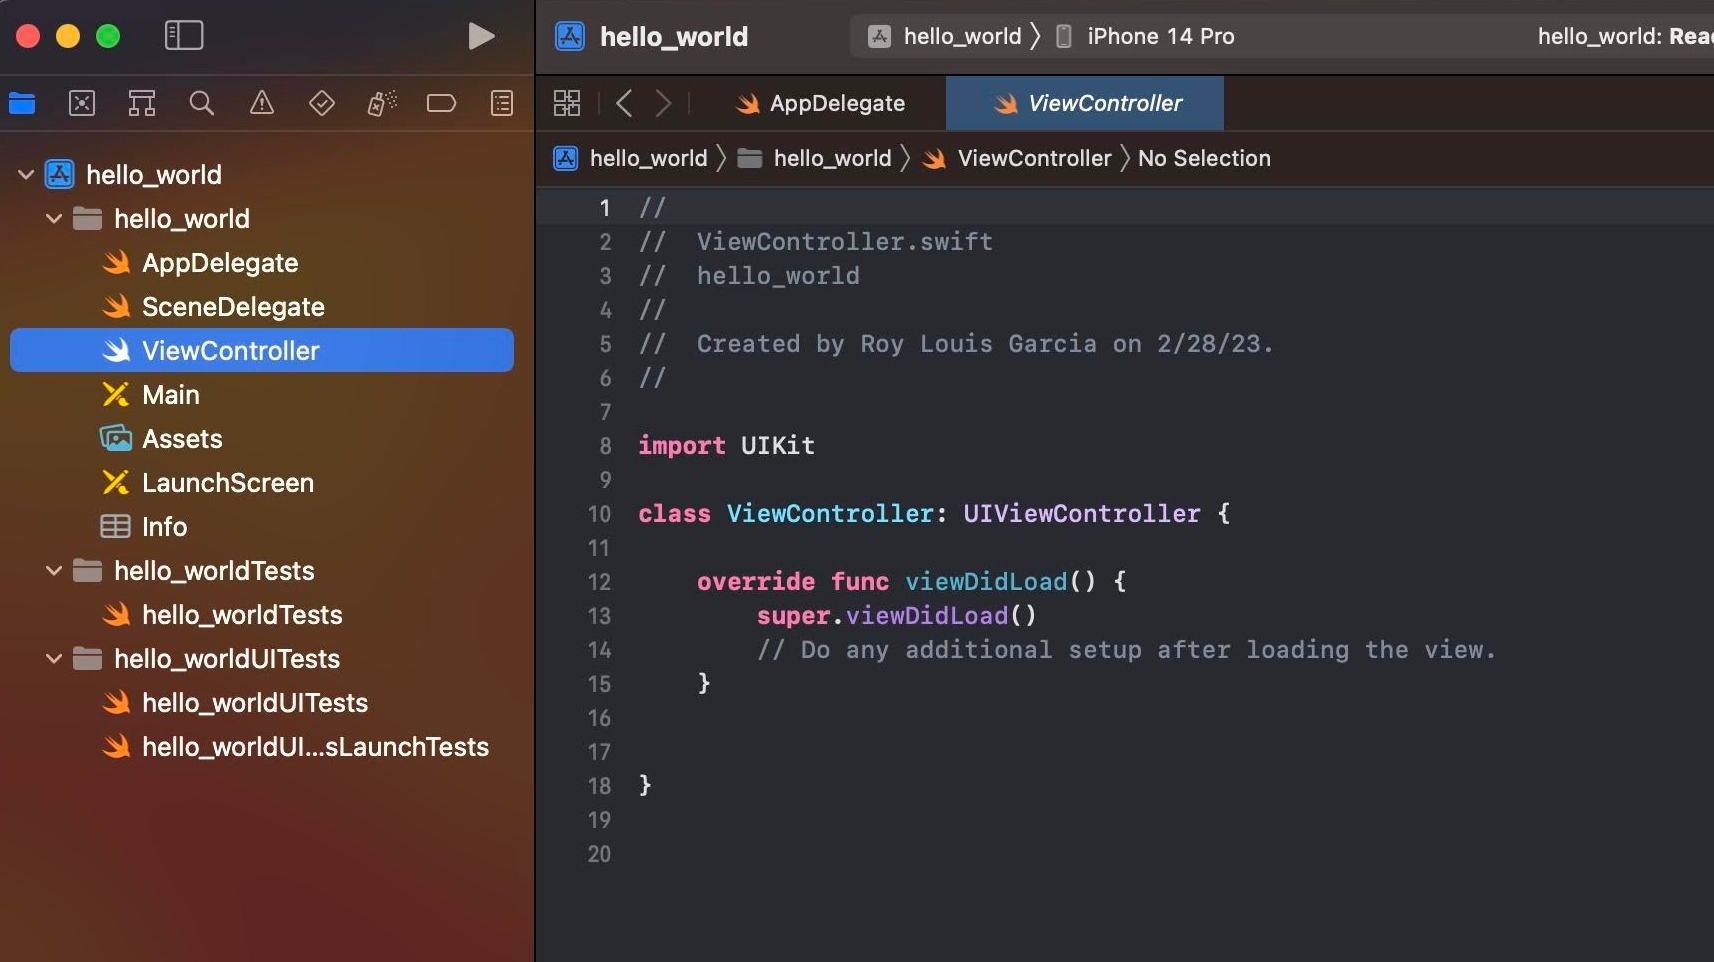 hello_world
hello_world
iPhone 14 Pro
hello_world:
AppDelegate
ViewController
hello_world
hello_world
ViewController
No Selection
hello_world
hello_world
AppDelegate
SceneDelegate
ViewController
Main
Assets
LaunchScreen
Info
hello_worldTests
hello_worldTests
hello_worldUITests
hello_worldUITests
hello_worldUI...sLaunchTests
1 //
2 //  ViewController.swift
3 //  hello_world
4 //
5 //  Created by Roy Louis Garcia on 2/28/23.
6 //
7
8 import UIKit
9
10 class ViewController: UIViewController {
11
12     override func viewDidLoad() {
13         super.viewDidLoad()
14         // Do any additional setup after loading the view.
15     }
16
17
18 }
19
20